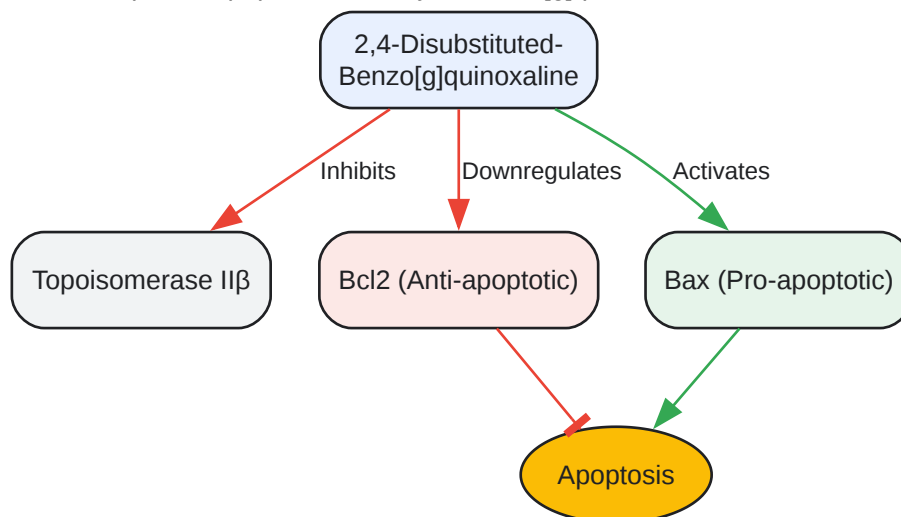 2,4-Disubstituted-
Benzo[g]quinoxaline
Inhibits
Downregulates
Activates
Topoisomerase IIβ
Bcl2 (Anti-apoptotic)
Bax (Pro-apoptotic)
Apoptosis